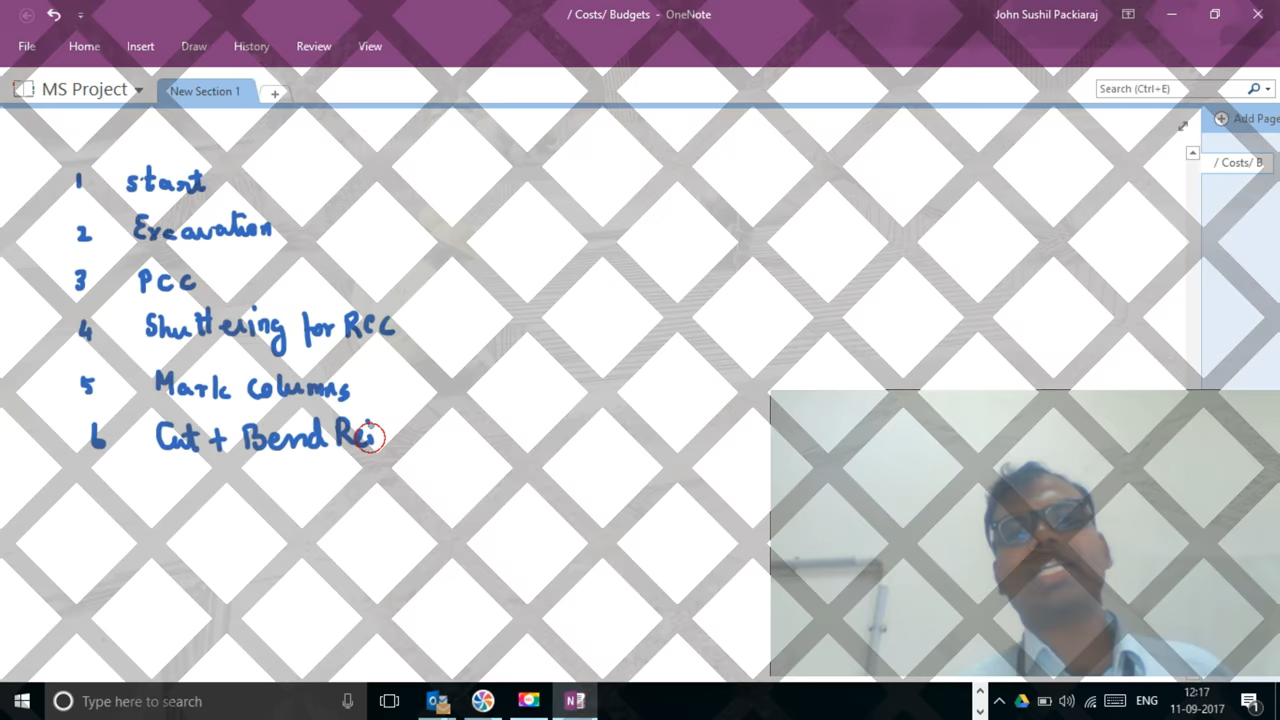 / Costs/ Budgets - OneNote
John Sushil Packiaraj
File Home Insert Draw History Review View
MS Project New Section 1 +
Search (Ctrl+E)
Add Page
/ Costs/ B
1 start
2 Excavation
3 PCC
4 Shuttering for RCC
5 Mark columns
6 Cut + Bend Rei
Type here to search
ENG
12:17
11-09-2017
1